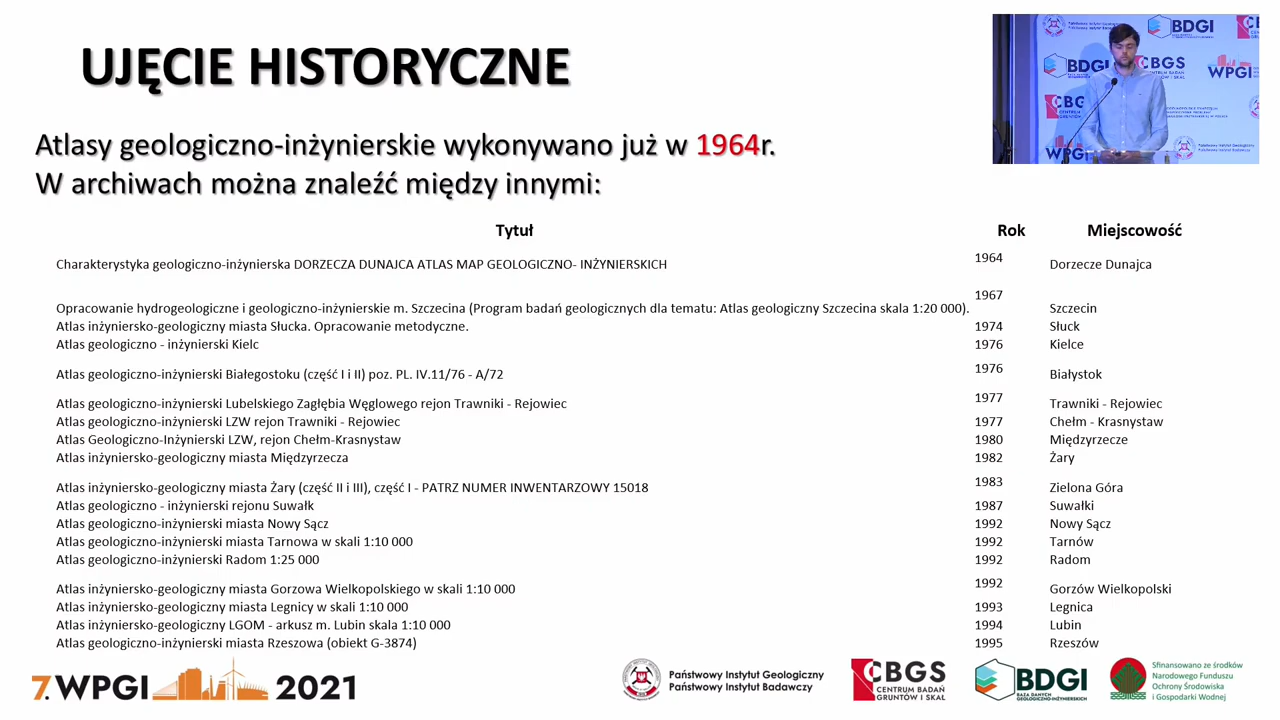 UJĘCIE HISTORYCZNE
Atlasy geologiczno-inżynierskie wykonywano już w 1964r.
W archiwach można znaleźć między innymi:
Tytuł Rok Miejscowość
Charakterystyka geologiczno-inżynierska DORZECZA DUNAJCA ATLAS MAP GEOLOGICZNO- INŻYNIERSKICH 1964 Dorzecze Dunajca
Opracowanie hydrogeologiczne i geologiczno-inżynierskie m. Szczecina (Program badań geologicznych dla tematu: Atlas geologiczny Szczecina skala 1:20 000). 1967 Szczecin
Atlas inżyniersko-geologiczny miasta Słucka. Opracowanie metodyczne. 1974 Słuck
Atlas geologiczno - inżynierski Kielc 1976 Kielce
Atlas geologiczno-inżynierski Białegostoku (część I i II) poz. PL. IV.11/76 - A/72 1976 Białystok
Atlas geologiczno-inżynierski Lubelskiego Zagłębia Węglowego rejon Trawniki - Rejowiec 1977 Trawniki - Rejowiec
Atlas geologiczno-inżynierski LZW rejon Trawniki - Rejowiec 1977 Chełm - Krasnystaw
Atlas Geologiczno-Inżynierski LZW, rejon Chełm-Krasnystaw 1980 Międzyrzecze
Atlas inżyniersko-geologiczny miasta Międzyrzecza 1982 Żary
Atlas inżyniersko-geologiczny miasta Żary (część II i III), część I - PATRZ NUMER INWENTARZOWY 15018 1983 Zielona Góra
Atlas geologiczno - inżynierski rejonu Suwałk 1987 Suwałki
Atlas geologiczno-inżynierski miasta Nowy Sącz 1992 Nowy Sącz
Atlas geologiczno-inżynierski miasta Tarnowa w skali 1:10 000 1992 Tarnów
Atlas geologiczno-inżynierski Radom 1:25 000 1992 Radom
Atlas inżyniersko-geologiczny miasta Gorzowa Wielkopolskiego w skali 1:10 000 1992 Gorzów Wielkopolski
Atlas inżyniersko-geologiczny miasta Legnicy w skali 1:10 000 1993 Legnica
Atlas inżyniersko-geologiczny LGOM - arkusz m. Lubin skala 1:10 000 1994 Lubin
Atlas geologiczno-inżynierski miasta Rzeszowa (obiekt G-3874) 1995 Rzeszów
7. WPGI 2021
Państwowy Instytut Geologiczny
Państwowy Instytut Badawczy
CBGS
CENTRUM BADAŃ
GRUNTÓW I SKAŁ
BDGI
BAZA DANYCH
GEOLOGICZNO-INŻYNIERSKICH
Sfinansowano ze środków
Narodowego Funduszu
Ochrony Środowiska
i Gospodarki Wodnej
BDGI
BDGI
CBGS
CENTRUM BADAŃ
GRUNTÓW I SKAŁ
WPGI
CBG
WPGI